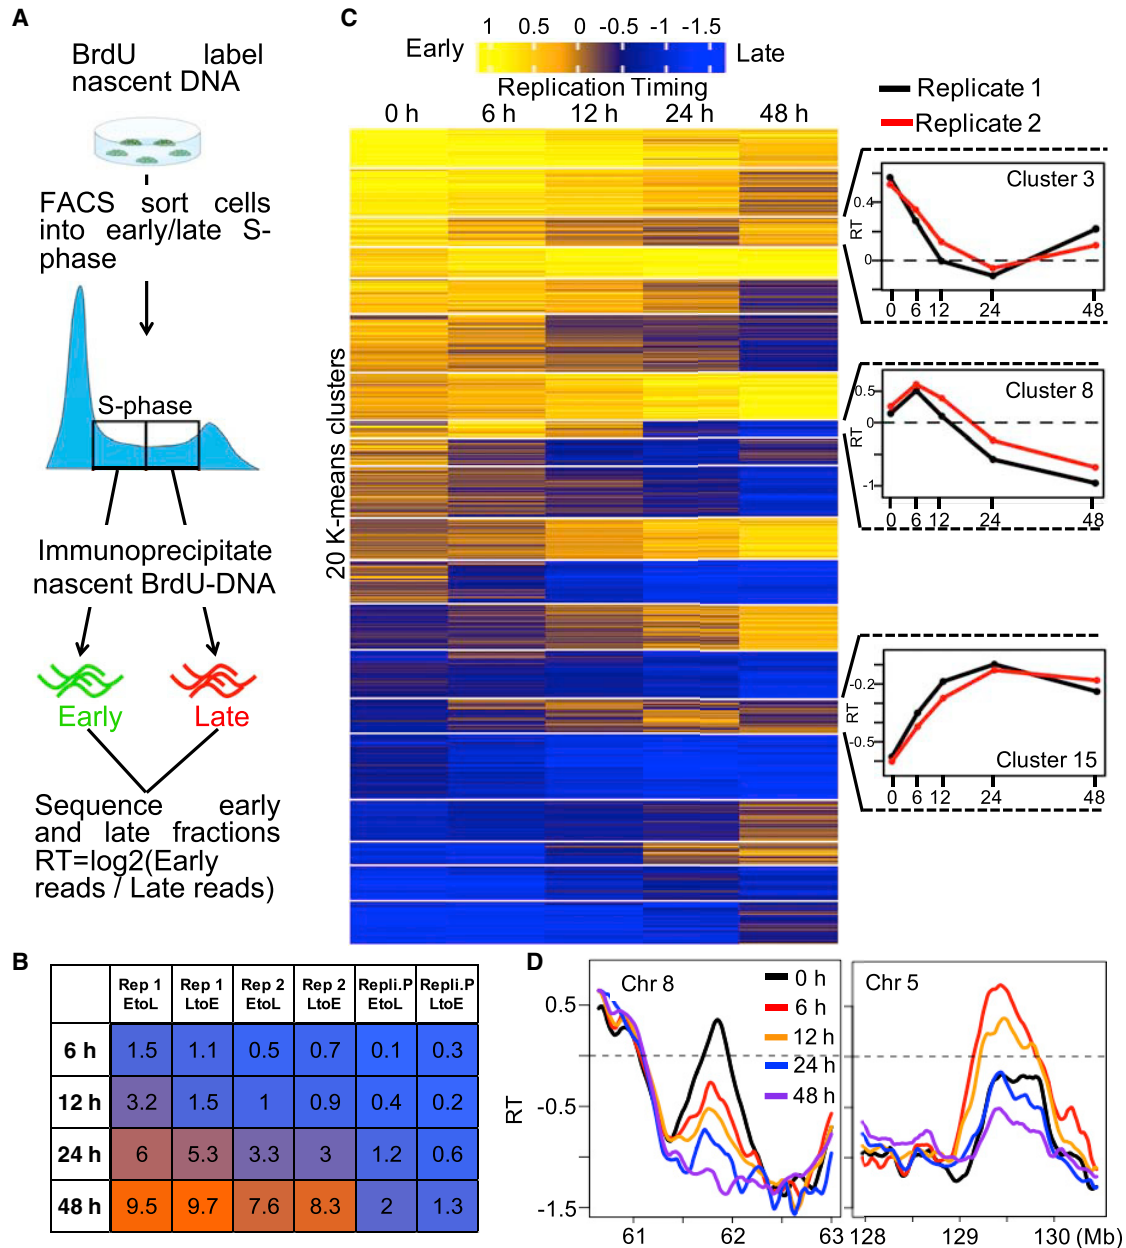 A
BrdU label
nascent DNA
FACS sort cells
into early/late S-
phase
S-phase
Immunoprecipitate
nascent BrdU-DNA
Early
Late
Sequence early
and late fractions
RT=log2(Early
reads / Late reads)
B
Rep 1 EtoL Rep 1 LtoE Rep 2 EtoL Rep 2 LtoE Repli.P EtoL Repli.P LtoE
6 h 1.5 1.1 0.5 0.7 0.1 0.3
12 h 3.2 1.5 1 0.9 0.4 0.2
24 h 6 5.3 3.3 3 1.2 0.6
48 h 9.5 9.7 7.6 8.3 2 1.3
C
1 0.5 0 -0.5 -1 -1.5
Early Late
Replication Timing
0 h 6 h 12 h 24 h 48 h
20 K-means clusters
Replicate 1
Replicate 2
Cluster 3
0.4
RT
0
0 6 12 24 48
Cluster 8
0.5
0
RT
-1
0 6 12 24 48
-0.2
RT
-0.5
Cluster 15
0 6 12 24 48
D
Chr 8
0 h
6 h
12 h
24 h
48 h
0.5
RT
-0.5
-1.5
61 62 63
Chr 5
128 129 130 (Mb)